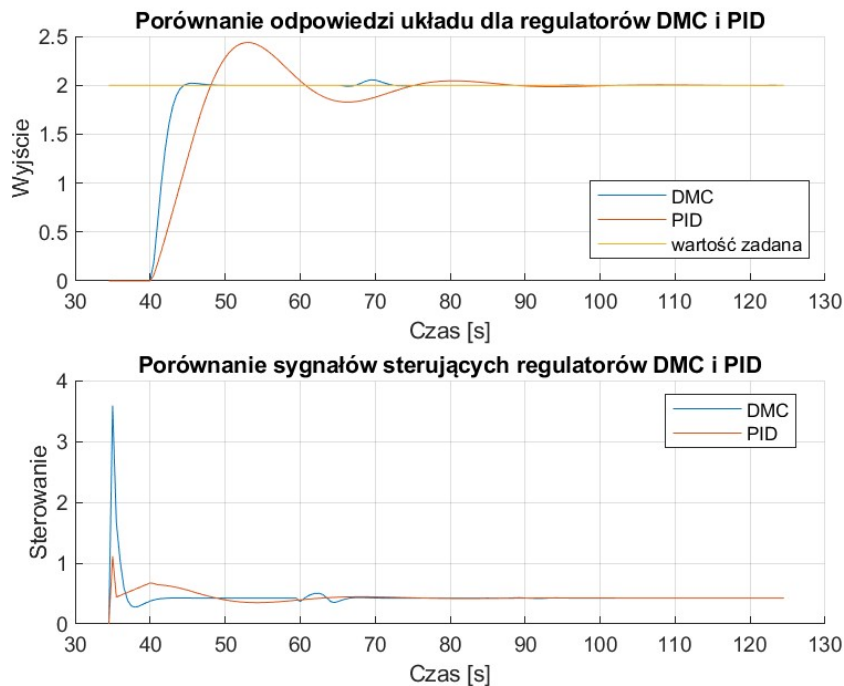 Porównanie odpowiedzi układu dla regulatorów DMC i PID
2.5
2
1.5
1
0.5
0
Wyjście
DMC
PID
wartość zadana
30 40 50 60 70 80 90 100 110 120 130
Czas [s]
Porównanie sygnałów sterujących regulatorów DMC i PID
4
3
2
1
0
Sterowanie
DMC
PID
30 40 50 60 70 80 90 100 110 120 130
Czas [s]